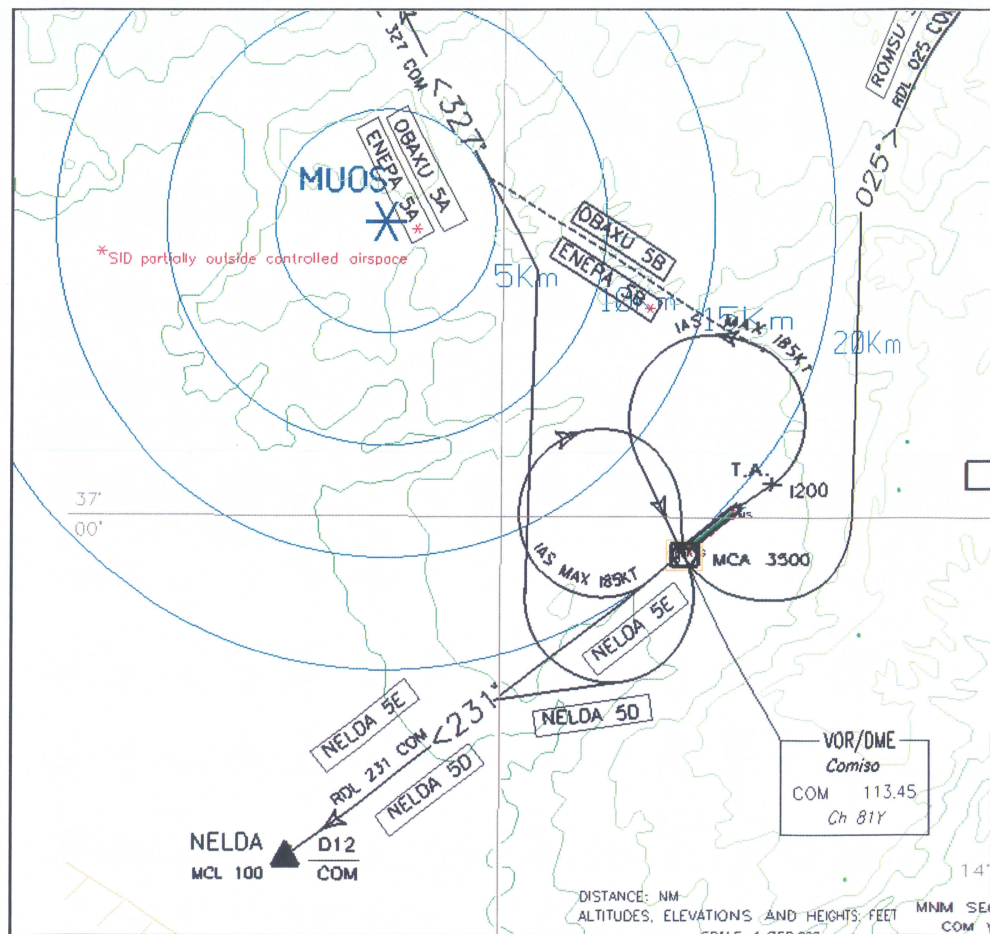 327 COM
<327°
OBAXU 5A
ENEPA 5A*
MUOS
*SID partially outside controlled airspace
ROMSU
RDL 025 COM
025° >
OBAXU 5B
ENEPA 5B*
5Km
15Km
20Km
IAS MAX 185KT
T.A.
1200
37°
00'
MCA 3500
IAS MAX 185KT
NELDA 5E
NELDA 5D
NELDA 5E
<231°
RDL 231 COM
NELDA 5D
NELDA
MCL 100
D12
COM
VOR/DME
Comiso
COM 113.45
Ch 81Y
14°
DISTANCE: NM
ALTITUDES, ELEVATIONS AND HEIGHTS: FEET
MNM
COM